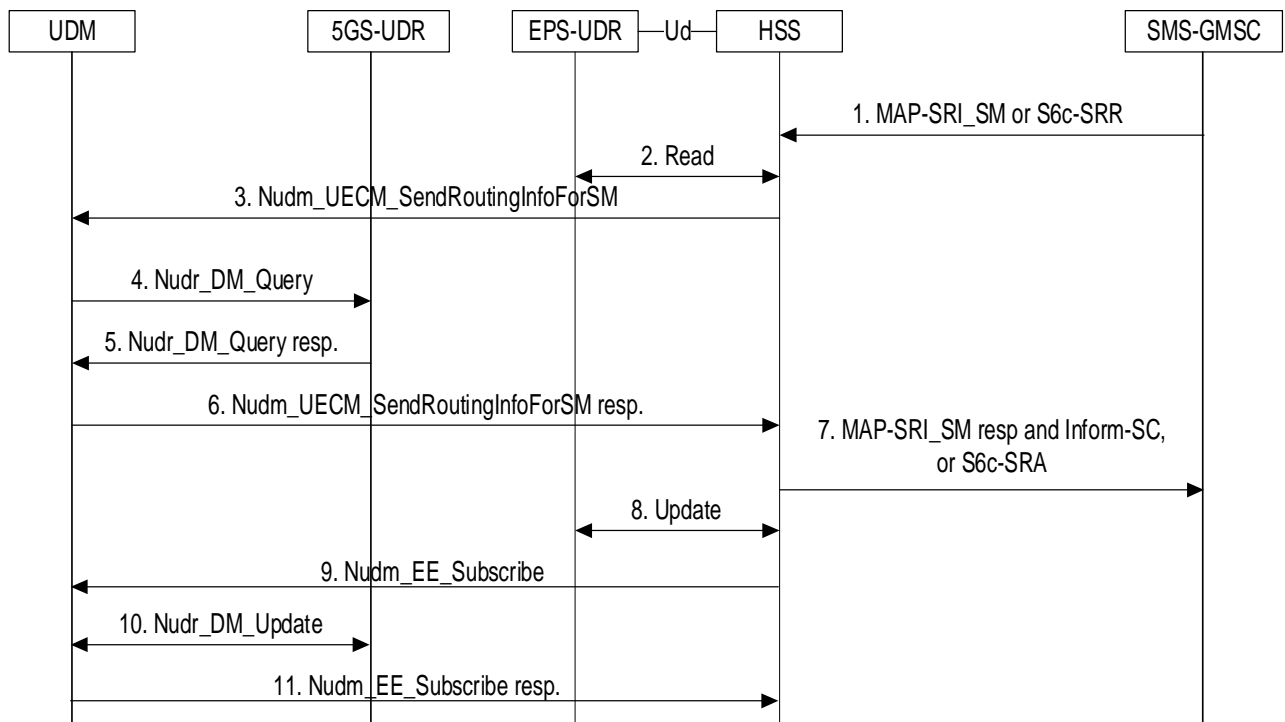 UDM
5GS-UDR
EPS-UDR
Ud
HSS
SMS-GMSC
1. MAP-SRI_SM or S6c-SRR
2. Read
3. Nudm_UECM_SendRoutingInfoForSM
4. Nudr_DM_Query
5. Nudr_DM_Query resp.
6. Nudm_UECM_SendRoutingInfoForSM resp.
7. MAP-SRI_SM resp and Inform-SC,
or S6c-SRA
8. Update
9. Nudm_EE_Subscribe
10. Nudr_DM_Update
11. Nudm_EE_Subscribe resp.